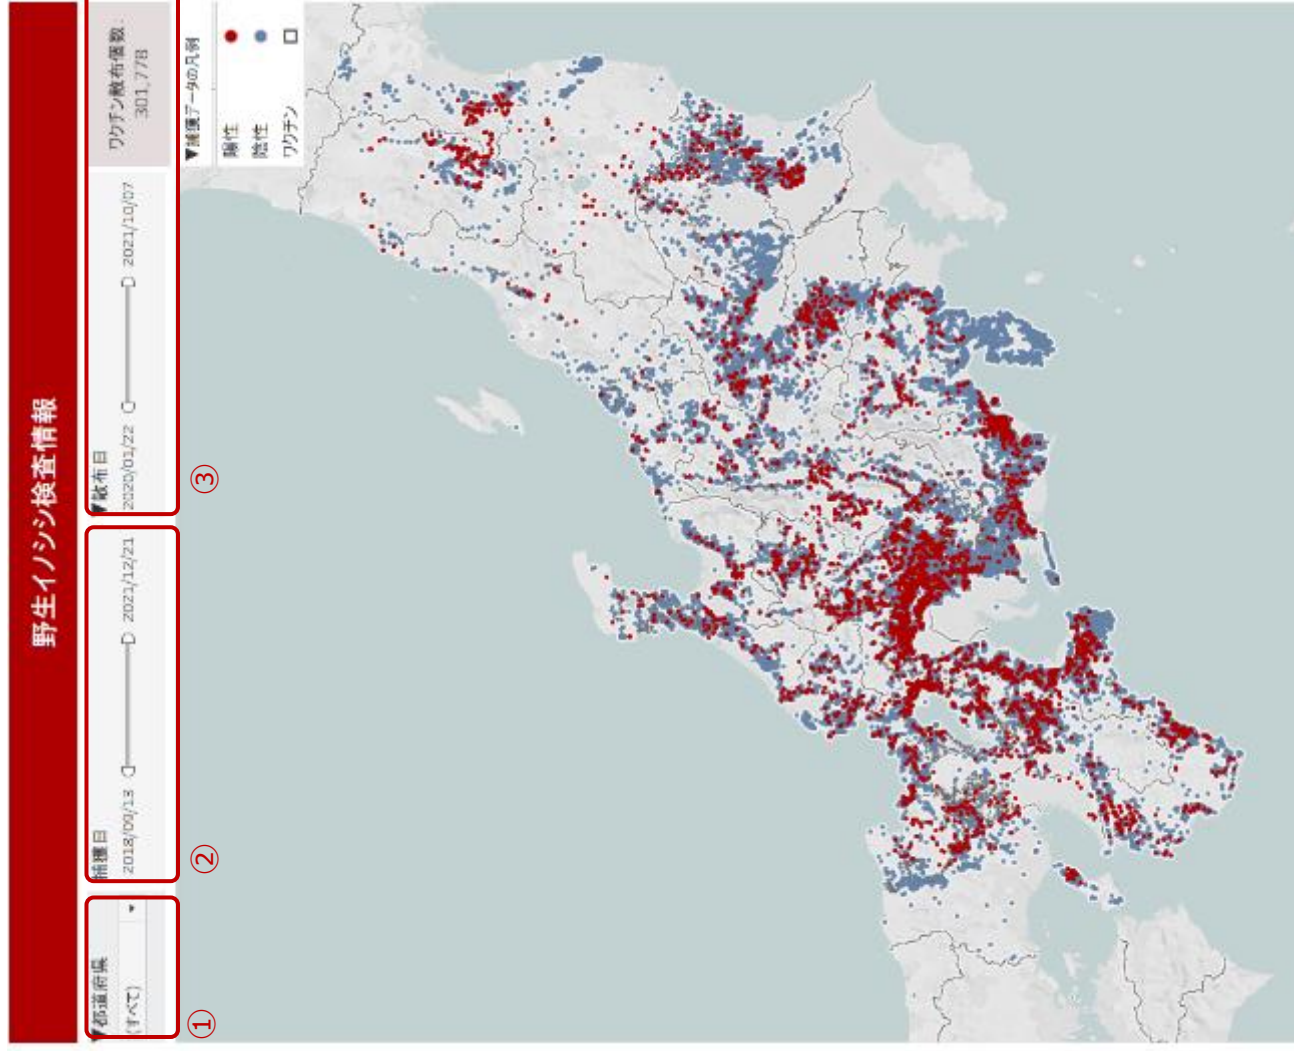 野生イノシシ検査情報
▼都道府県
(すべて)
①
▼捕獲日
2018/09/13
2021/12/21
②
▼散布日
2020/01/22
2021/10/07
③
ワクチン散布個数:
301,778
▼捕獲データの凡例
陽性
陰性
ワクチン